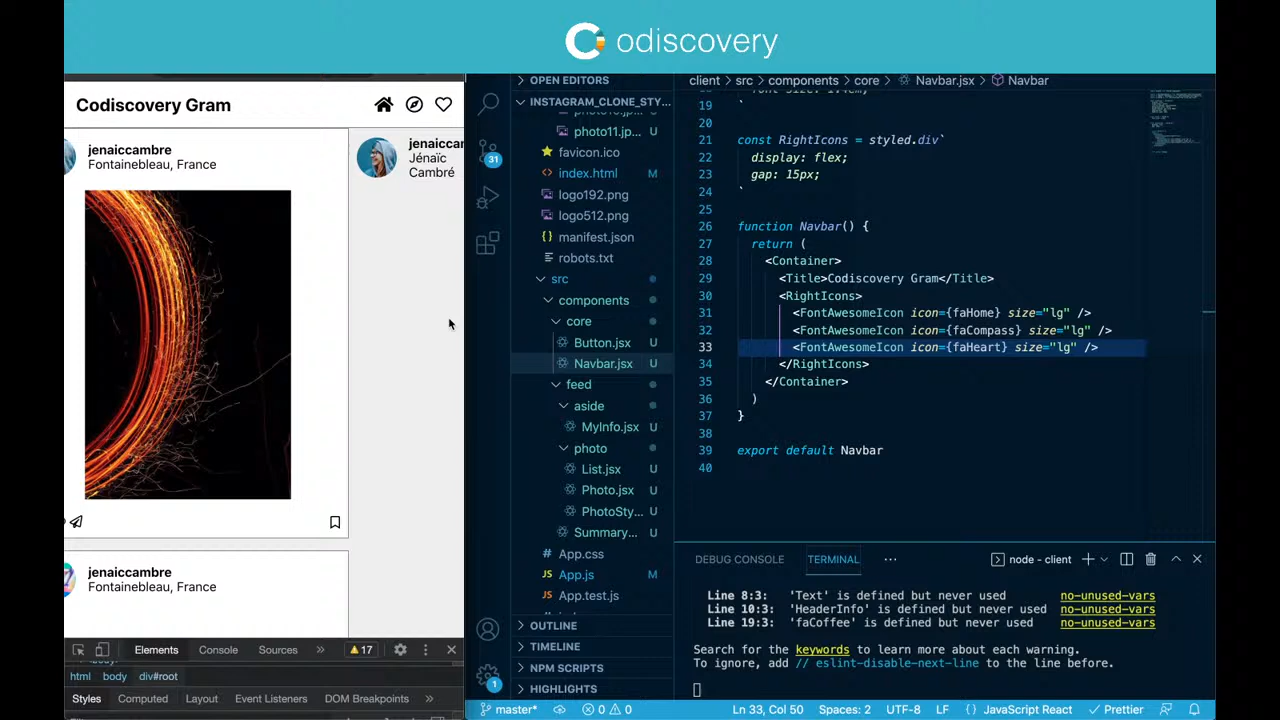 Codiscovery
Codiscovery Gram
jenaiccambre
Fontainebleau, France
jenaiccar
Jénaïc
Cambré
jenaiccambre
Fontainebleau, France
Elements
Console
Sources
»
17
html body div#root
Styles
Computed
Layout
Event Listeners
DOM Breakpoints
»
31
1
OPEN EDITORS
INSTAGRAM_CLONE_STY...
photo11.jp... U
favicon.ico
index.html M
logo192.png
logo512.png
manifest.json
robots.txt
src
components
core
Button.jsx U
Navbar.jsx U
feed
aside
MyInfo.jsx U
photo
List.jsx U
Photo.jsx U
PhotoSty... U
Summary... U
App.css
App.js M
App.test.js
OUTLINE
TIMELINE
NPM SCRIPTS
HIGHLIGHTS
client > src > components > core > Navbar.jsx > Navbar
19 `
20
21 const RightIcons = styled.div`
22 display: flex;
23 gap: 15px;
24 `
25
26 function Navbar() {
27 return (
28 <Container>
29 <Title>Codiscovery Gram</Title>
30 <RightIcons>
31 <FontAwesomeIcon icon={faHome} size="lg" />
32 <FontAwesomeIcon icon={faCompass} size="lg" />
33 <FontAwesomeIcon icon={faHeart} size="lg" />
34 </RightIcons>
35 </Container>
36 )
37 }
38
39 export default Navbar
40
DEBUG CONSOLE
TERMINAL
...
node - client
Line 8:3: 'Text' is defined but never used no-unused-vars
Line 10:3: 'HeaderInfo' is defined but never used no-unused-vars
Line 19:3: 'faCoffee' is defined but never used no-unused-vars
Search for the keywords to learn more about each warning.
To ignore, add // eslint-disable-next-line to the line before.
master*
0
0
Ln 33, Col 50
Spaces: 2
UTF-8
LF
{} JavaScript React
Prettier